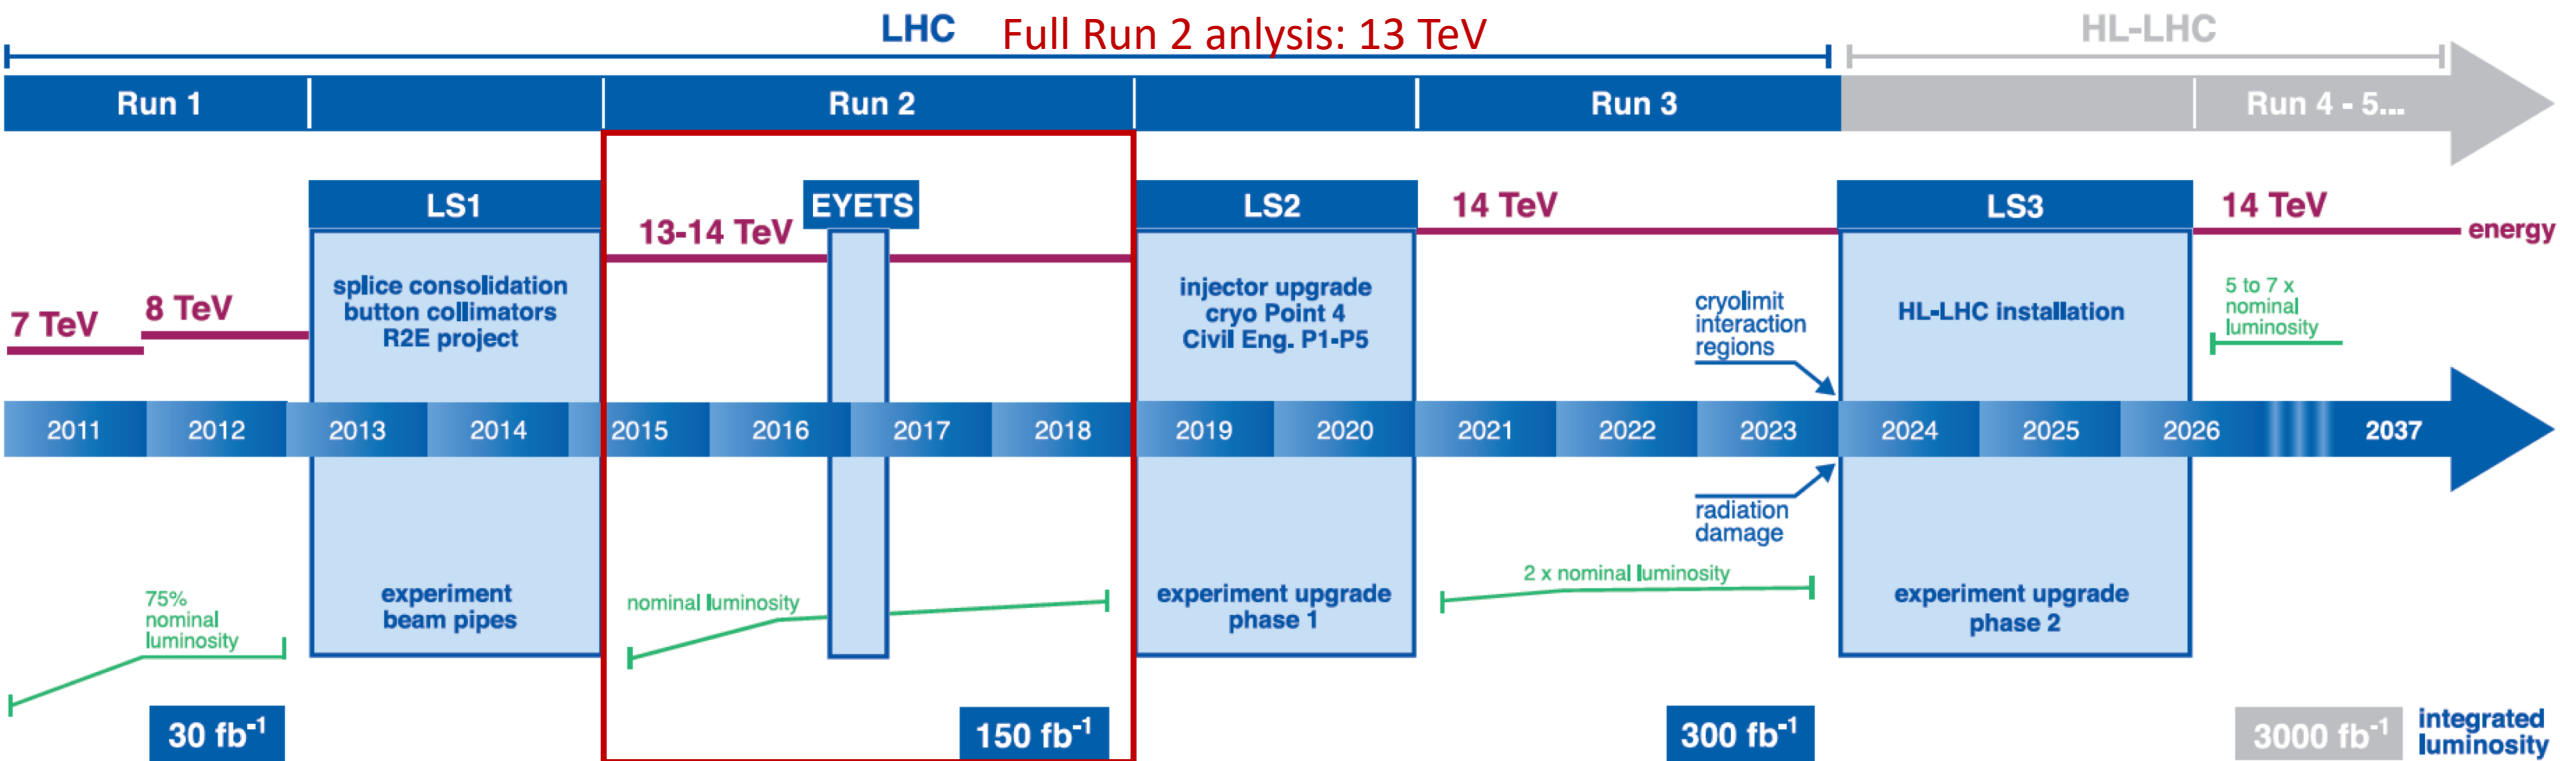 LHC
Full Run 2 anlysis: 13 TeV
HL-LHC
Run 1
Run 2
Run 3
Run 4 - 5...
LS1
EYETS
LS2
LS3
7 TeV
8 TeV
13-14 TeV
14 TeV
14 TeV
energy
splice consolidation
button collimators
R2E project
injector upgrade
cryo Point 4
Civil Eng. P1-P5
cryolimit
interaction
regions
HL-LHC installation
5 to 7 x
nominal
luminosity
2011
2012
2013
2014
2015
2016
2017
2018
2019
2020
2021
2022
2023
2024
2025
2026
2037
radiation
damage
75%
nominal
luminosity
experiment
beam pipes
nominal luminosity
experiment upgrade
phase 1
2 x nominal luminosity
experiment upgrade
phase 2
30 fb⁻¹
150 fb⁻¹
300 fb⁻¹
3000 fb⁻¹
integrated
luminosity